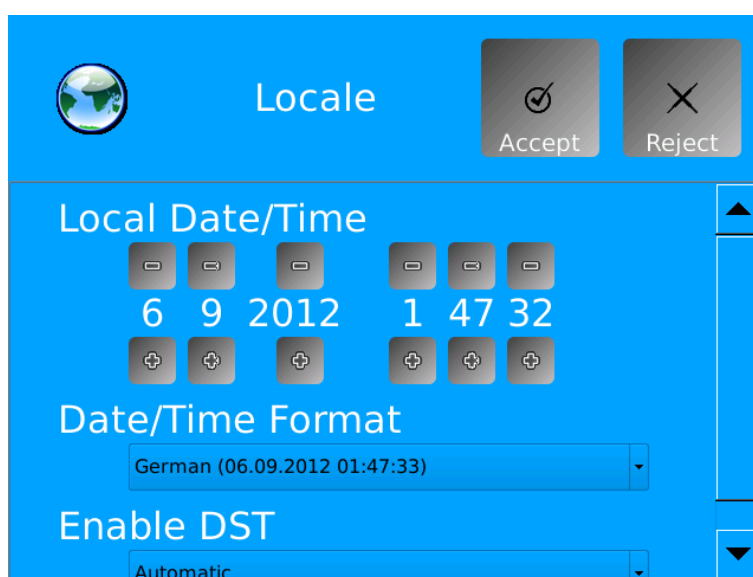 Locale
Accept
Reject
Local Date/Time
6 9 2012 1 47 32
Date/Time Format
German (06.09.2012 01:47:33)
Enable DST
Automatic